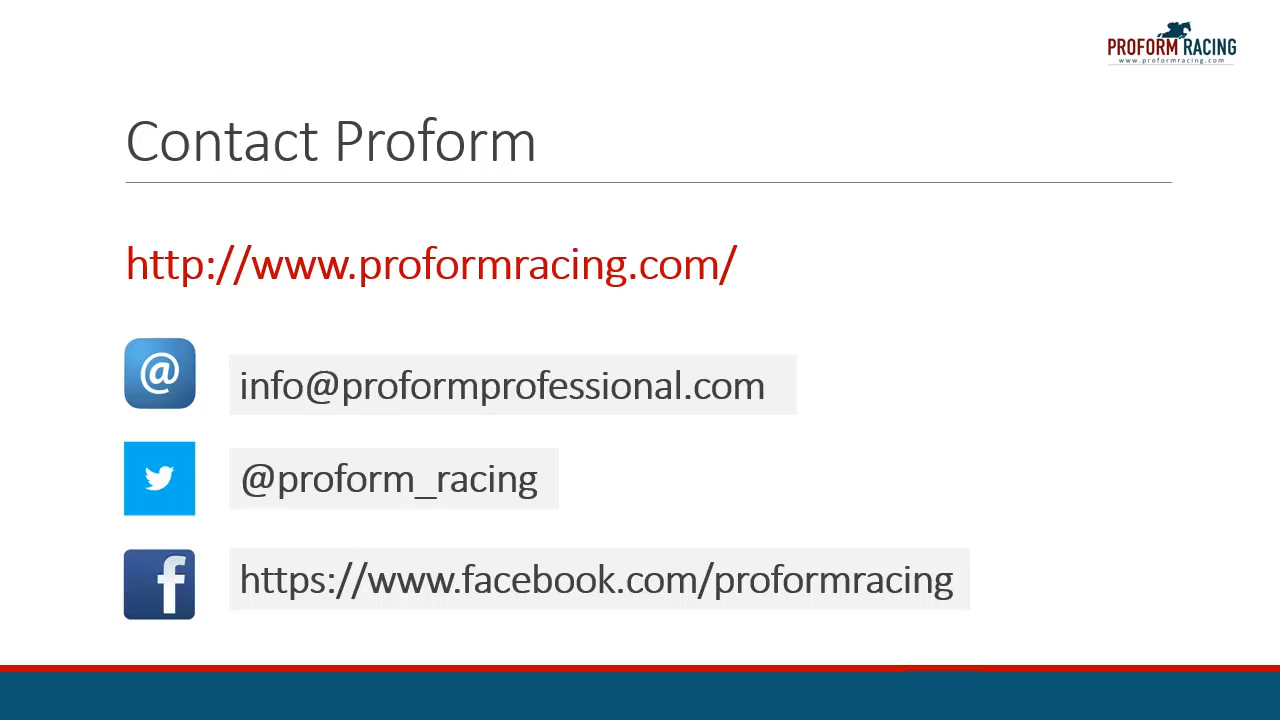 PROFORM RACING
www.proformracing.com
Contact Proform
http://www.proformracing.com/
@
info@proformprofessional.com
@proform_racing
f
https://www.facebook.com/proformracing